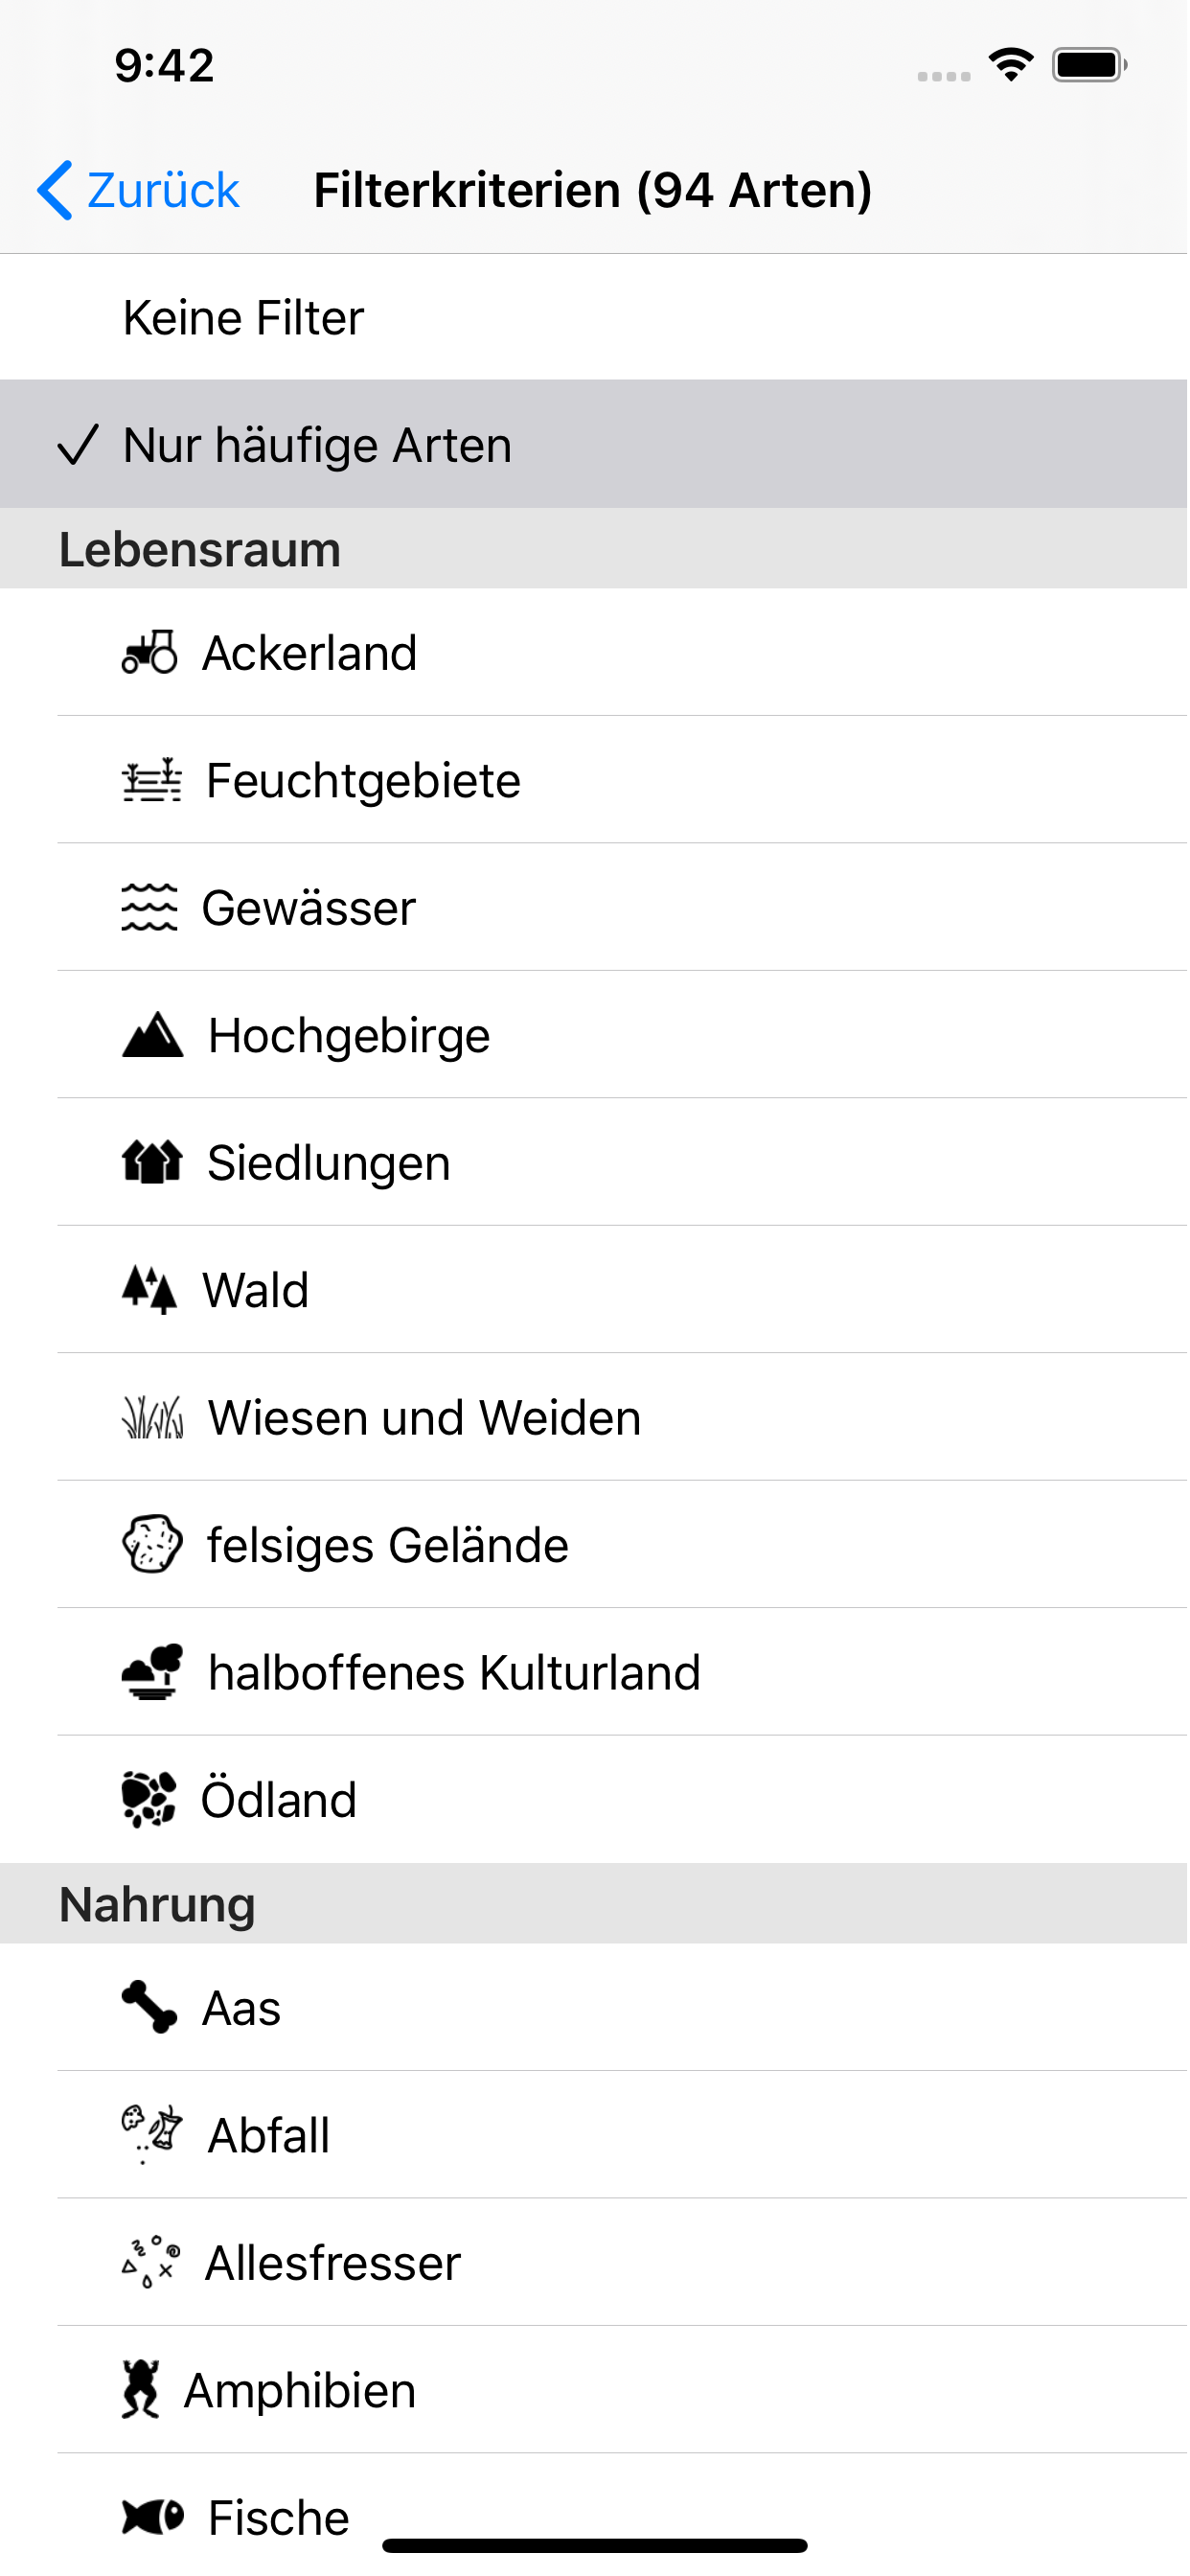 9:42
Zurück Filterkriterien (94 Arten)
Keine Filter
Nur häufige Arten
Lebensraum
Ackerland
Feuchtgebiete
Gewässer
Hochgebirge
Siedlungen
Wald
Wiesen und Weiden
felsiges Gelände
halboffenes Kulturland
Ödland
Nahrung
Aas
Abfall
Allesfresser
Amphibien
Fische